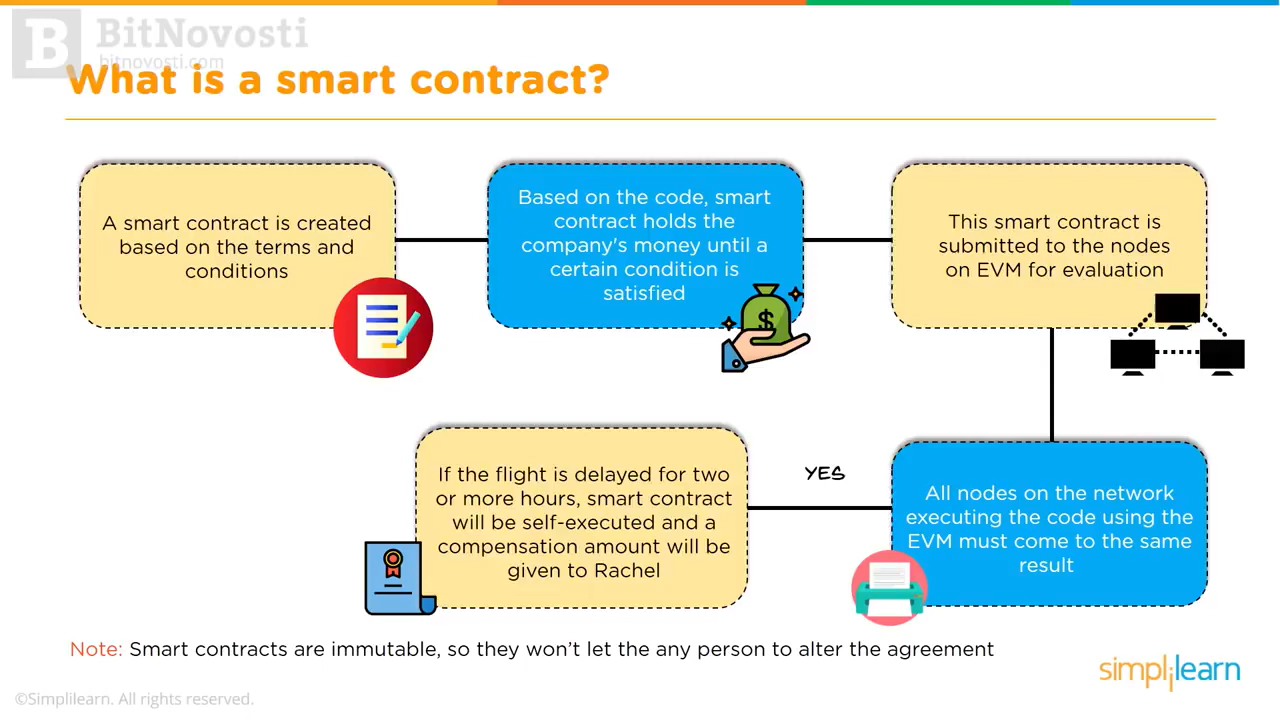 BitNovosti
bitnovosti.com
What is a smart contract?
A smart contract is created
based on the terms and
conditions
Based on the code, smart
contract holds the
company's money until a
certain condition is
satisfied
This smart contract is
submitted to the nodes
on EVM for evaluation
All nodes on the network
executing the code using the
EVM must come to the same
result
YES
If the flight is delayed for two
or more hours, smart contract
will be self-executed and a
compensation amount will be
given to Rachel
Note: Smart contracts are immutable, so they won't let the any person to alter the agreement
simplilearn
©Simplilearn. All rights reserved.